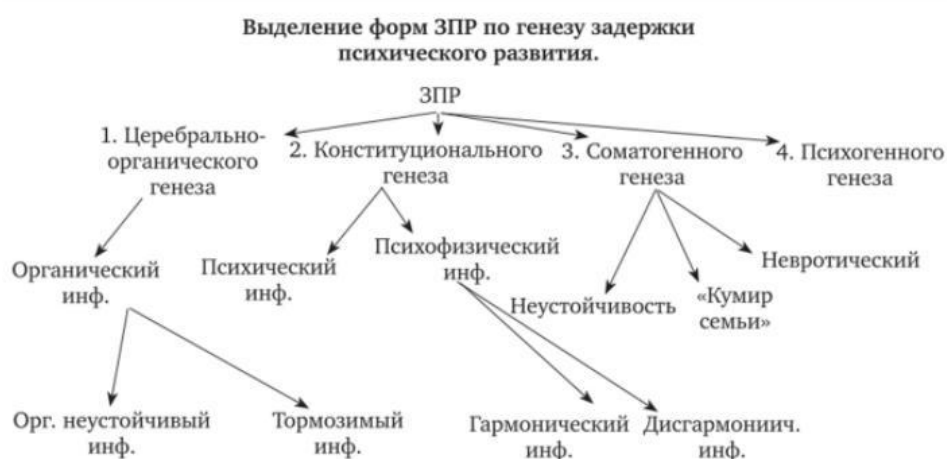 Выделение форм ЗПР по генезу задержки
психического развития.
ЗПР
1. Церебрально-
органического
генеза
2. Конституционального
генеза
3. Соматогенного
генеза
4. Психогенного
генеза
Органический
инф.
Психический
инф.
Психофизический
инф.
Неустойчивость
«Кумир
семьи»
Невротический
Орг. неустойчивый
инф.
Тормозимый
инф.
Гармонический
инф.
Дисгармониич.
инф.